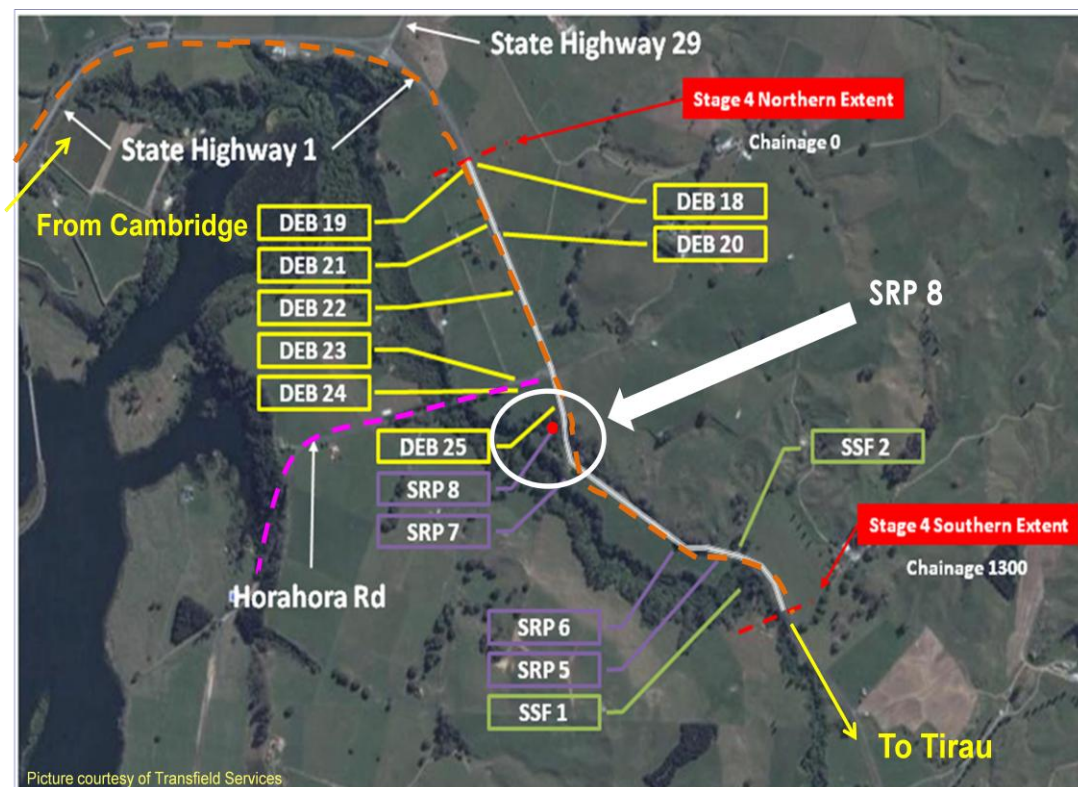 State Highway 29
Stage 4 Northern Extent
Chainage 0
State Highway 1
From Cambridge
DEB 19
DEB 18
DEB 21
DEB 20
DEB 22
SRP 8
DEB 23
DEB 24
DEB 25
SSF 2
SRP 8
SRP 7
Stage 4 Southern Extent
Chainage 1300
Horahora Rd
SRP 6
SRP 5
SSF 1
To Tirau
Picture courtesy of Transfield Services